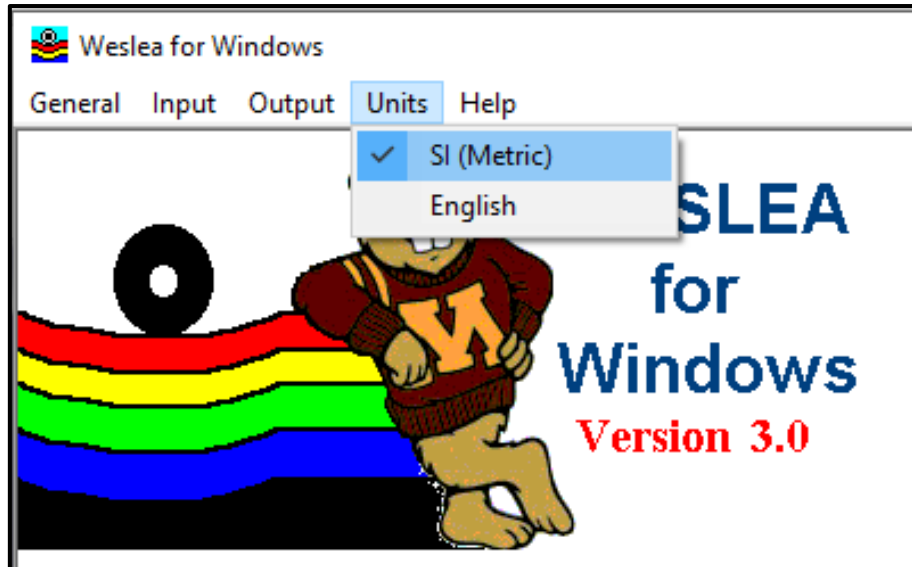 Weslea for Windows
General Input Output Units Help
SI (Metric)
English
SLEA
for
Windows
Version 3.0